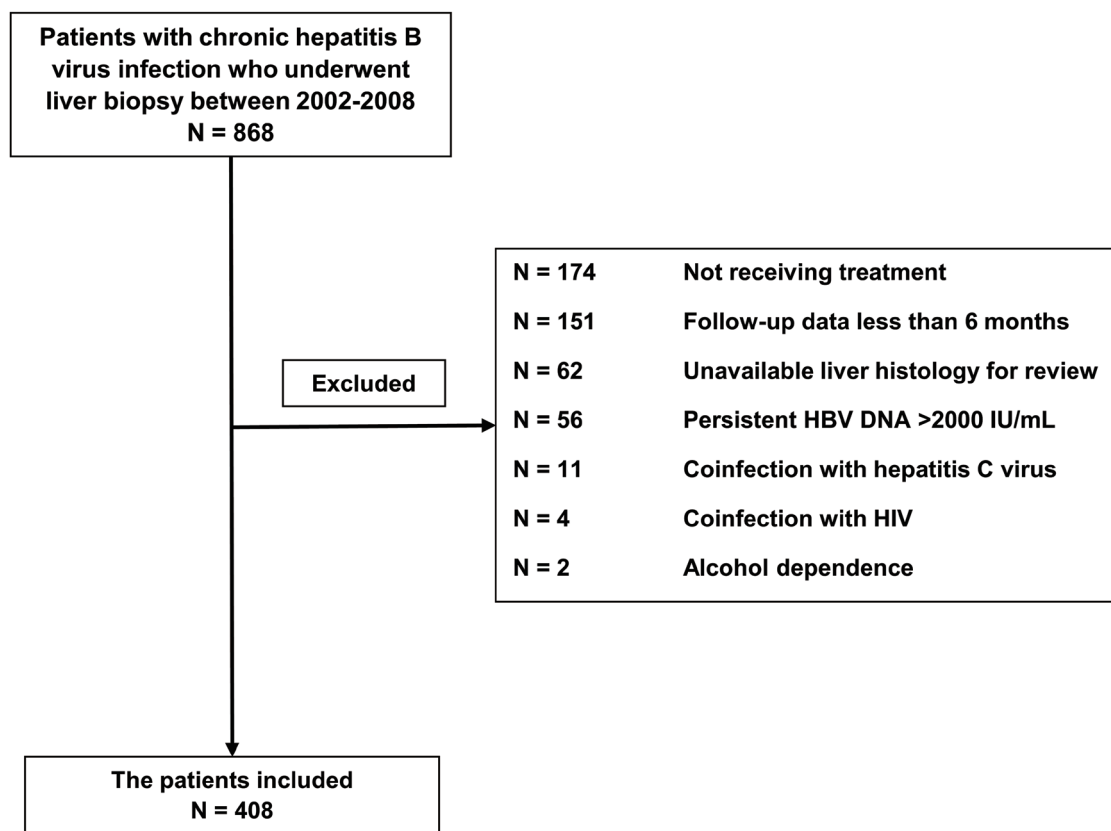 Patients with chronic hepatitis B
virus infection who underwent
liver biopsy between 2002-2008
N = 868
N = 174 Not receiving treatment
N = 151 Follow-up data less than 6 months
N = 62 Unavailable liver histology for review
Excluded
N = 56 Persistent HBV DNA >2000 IU/mL
N = 11 Coinfection with hepatitis C virus
N = 4 Coinfection with HIV
N = 2 Alcohol dependence
The patients included
N = 408